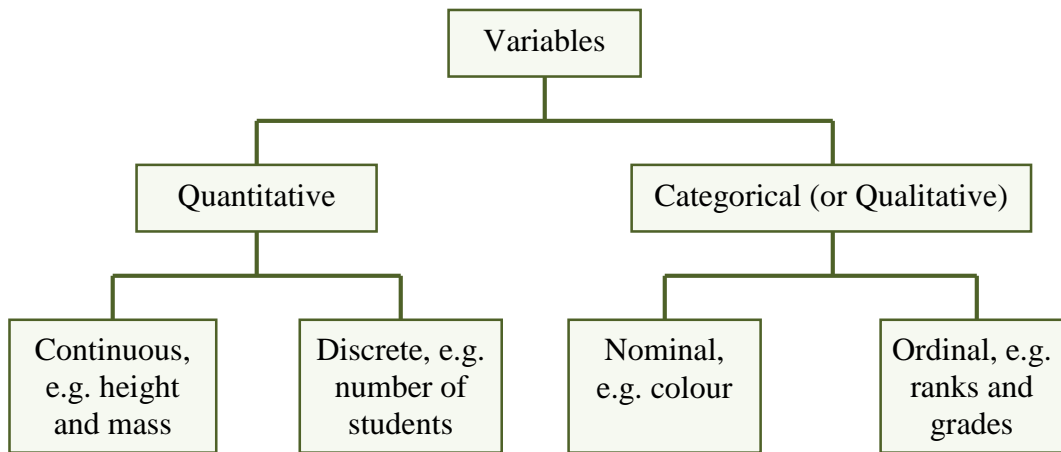 Variables
Quantitative
Categorical (or Qualitative)
Continuous,
e.g. height
and mass
Discrete, e.g.
number of
students
Nominal,
e.g. colour
Ordinal, e.g.
ranks and
grades